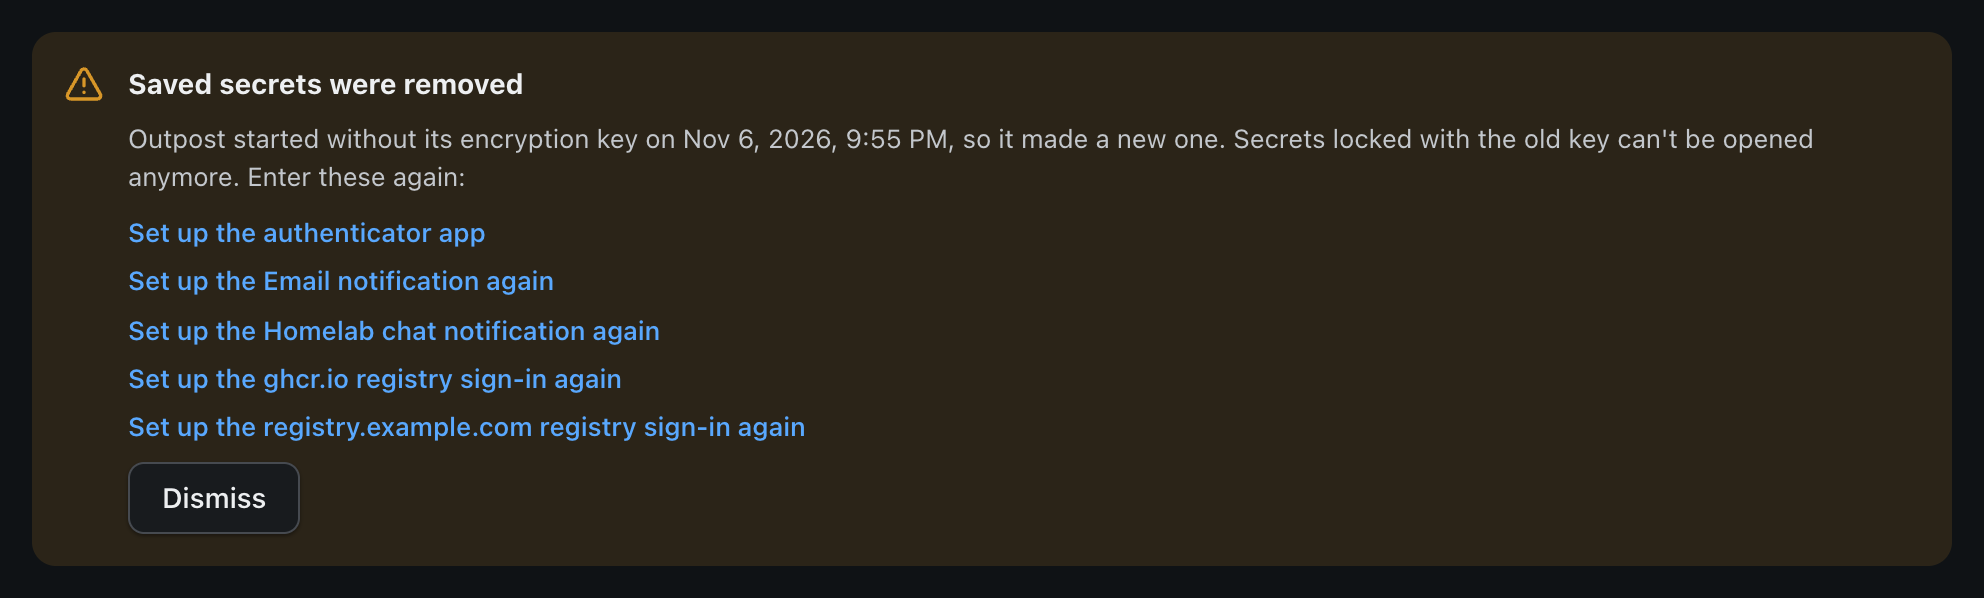 Saved secrets were removed
Outpost started without its encryption key on Nov 6, 2026, 9:55 PM, so it made a new one. Secrets locked with the old key can't be opened
anymore. Enter these again:
Set up the authenticator app
Set up the Email notification again
Set up the Homelab chat notification again
Set up the ghcr.io registry sign-in again
Set up the registry.example.com registry sign-in again
Dismiss